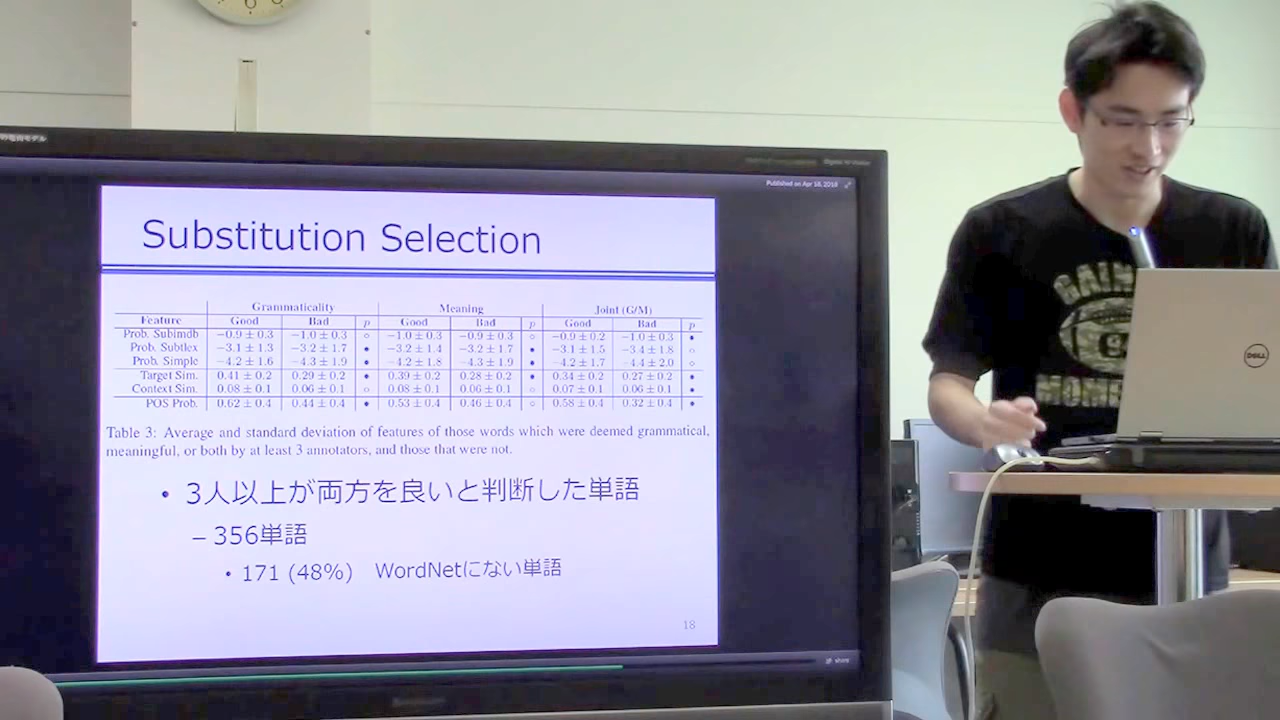 Published on Apr 18, 2018
Substitution Selection
Grammaticality Meaning Joint (G/M)
Feature Good Bad p Good Bad p Good Bad p
Prob. Subimdb −0.9 ± 0.3 −1.0 ± 0.3 ○ −1.0 ± 0.3 −0.9 ± 0.3 ○ −0.9 ± 0.2 −1.0 ± 0.3 •
Prob. Subtlex −3.1 ± 1.3 −3.2 ± 1.7 • −3.2 ± 1.4 −3.2 ± 1.7 • −3.1 ± 1.5 −3.4 ± 1.8 ○
Prob. Simple −4.2 ± 1.6 −4.3 ± 1.9 • −4.2 ± 1.8 −4.3 ± 1.9 • −4.2 ± 1.7 −4.4 ± 2.0 ○
Target Sim. 0.41 ± 0.2 0.29 ± 0.2 • 0.39 ± 0.2 0.28 ± 0.2 • 0.34 ± 0.2 0.27 ± 0.2 •
Context Sim. 0.08 ± 0.1 0.06 ± 0.1 ○ 0.08 ± 0.1 0.06 ± 0.1 ○ 0.07 ± 0.1 0.06 ± 0.1 •
POS Prob. 0.62 ± 0.4 0.44 ± 0.4 • 0.53 ± 0.4 0.46 ± 0.4 ○ 0.58 ± 0.4 0.32 ± 0.4 •
Table 3: Average and standard deviation of features of those words which were deemed grammatical,
meaningful, or both by at least 3 annotators, and those that were not.
• 3人以上が両方を良いと判断した単語
– 356単語
• 171 (48%) WordNetにない単語
18
share
DELL